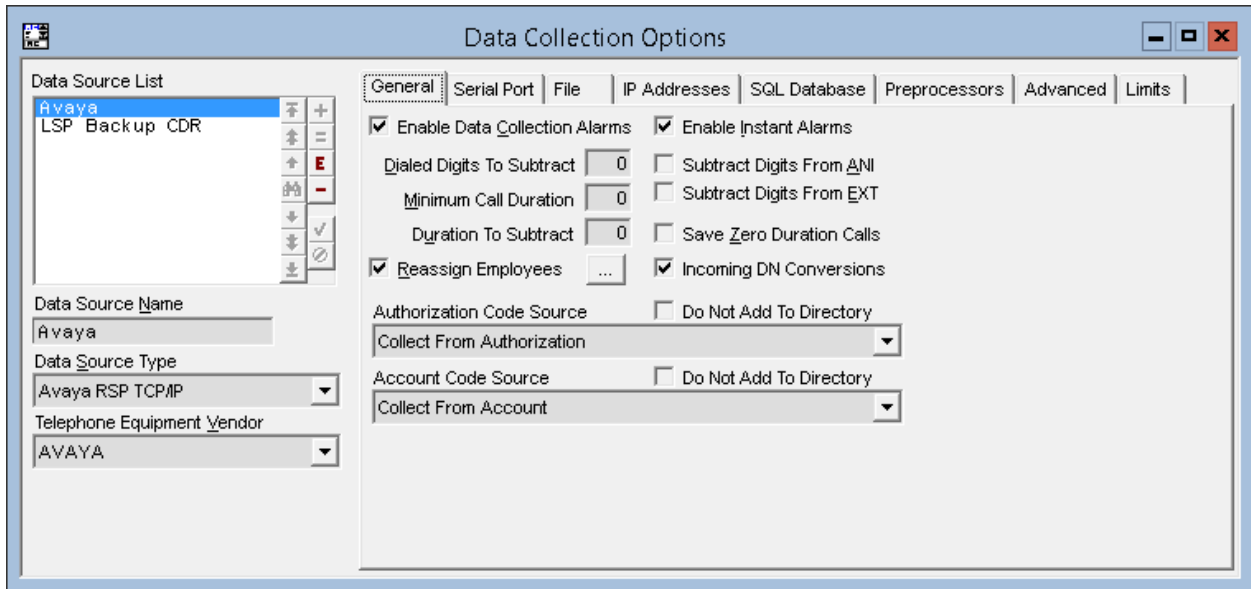 Data Collection Options
Data Source List
Avaya
LSP Backup CDR
E
Data Source Name
Avaya
Data Source Type
Avaya RSP TCP/IP
Telephone Equipment Vendor
AVAYA
General Serial Port File IP Addresses SQL Database Preprocessors Advanced Limits
Enable Data Collection Alarms Enable Instant Alarms
Dialed Digits To Subtract 0 Subtract Digits From ANI
Minimum Call Duration 0 Subtract Digits From EXT
Duration To Subtract 0 Save Zero Duration Calls
Reassign Employees ... Incoming DN Conversions
Authorization Code Source Do Not Add To Directory
Collect From Authorization
Account Code Source Do Not Add To Directory
Collect From Account